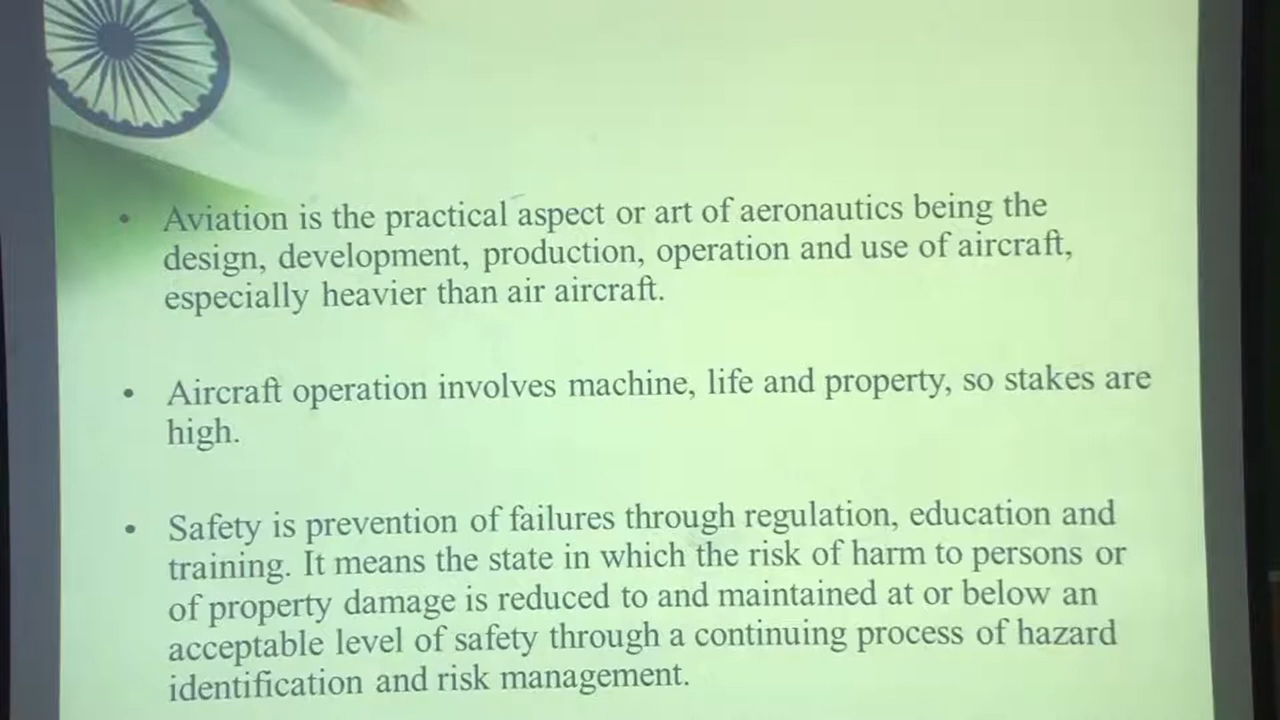 • Aviation is the practical aspect or art of aeronautics being the
design, development, production, operation and use of aircraft,
especially heavier than air aircraft.
• Aircraft operation involves machine, life and property, so stakes are
high.
• Safety is prevention of failures through regulation, education and
training. It means the state in which the risk of harm to persons or
of property damage is reduced to and maintained at or below an
acceptable level of safety through a continuing process of hazard
identification and risk management.